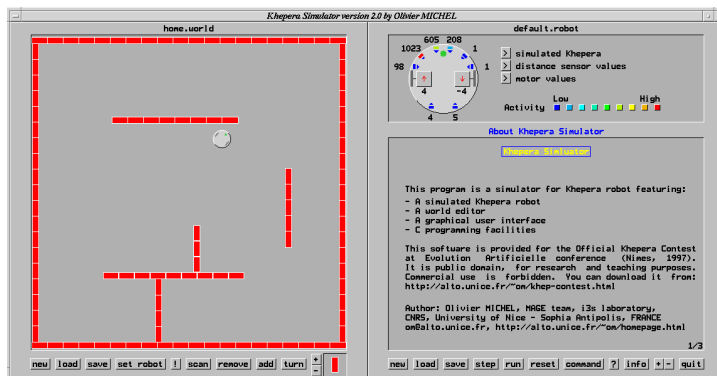 Khepera Simulator version 2.0 by Olivier MICHEL
home.world
new load save set robot ! scan remove add turn + -
default.robot
605 208
1023 1
98 1
4 -4
4 5
> simulated Khepera
> distance sensor values
> motor values
Low High
Activity
About Khepera Simulator
Khepera Simluator
This program is a simulator for Khepera robot featuring:
- A simulated Khepera robot
- A world editor
- A graphical user interface
- C programming facilities
This software is provided for the Official Khepera Contest
at Evolution Artificielle conference (Nimes, 1997).
It is public domain, for research and teaching purposes.
Commercial use is forbidden. You can download it from:
http://alto.unice.fr/~om/khep-contest.html
Author: Olivier MICHEL, MAGE team, i3s laboratory,
CNRS, University of Nice - Sophia Antipolis, FRANCE
om@alto.unice.fr, http://alto.unice.fr/~om/homepage.html
1/3
new load save step run reset command ? info + - quit